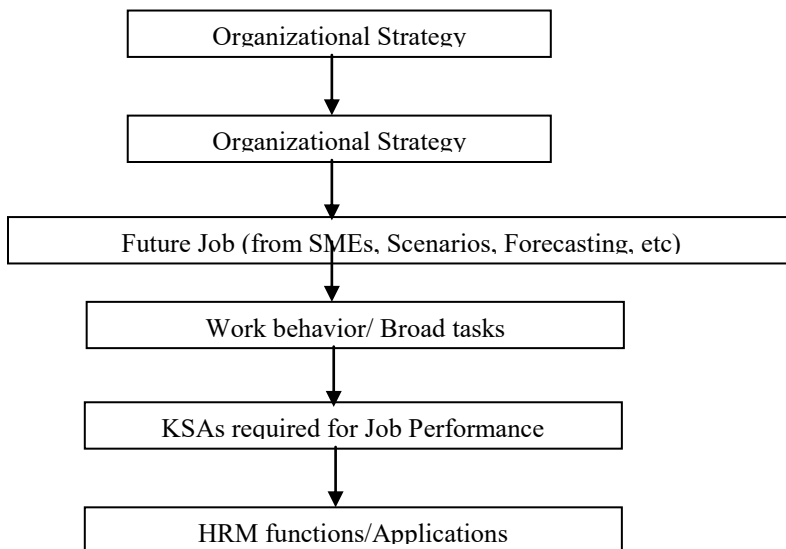 Organizational Strategy
Organizational Strategy
Future Job (from SMEs, Scenarios, Forecasting, etc)
Work behavior/ Broad tasks
KSAs required for Job Performance
HRM functions/Applications